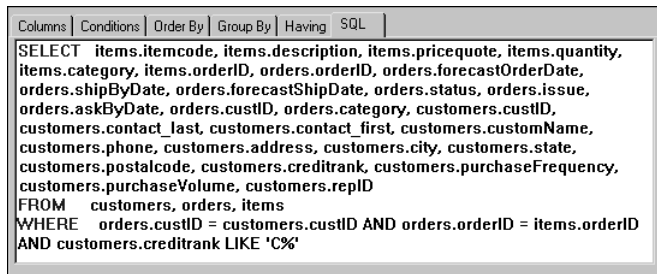 Columns Conditions Order By Group By Having SQL
SELECT items.itemcode, items.description, items.pricequote, items.quantity,
items.category, items.orderID, orders.orderID, orders.forecastOrderDate,
orders.shipByDate, orders.forecastShipDate, orders.status, orders.issue,
orders.askByDate, orders.custID, orders.category, customers.custID,
customers.contact_last, customers.contact_first, customers.customName,
customers.phone, customers.address, customers.city, customers.state,
customers.postalcode, customers.creditrank, customers.purchaseFrequency,
customers.purchaseVolume, customers.repID
FROM customers, orders, items
WHERE orders.custID = customers.custID AND orders.orderID = items.orderID
AND customers.creditrank LIKE 'C%'